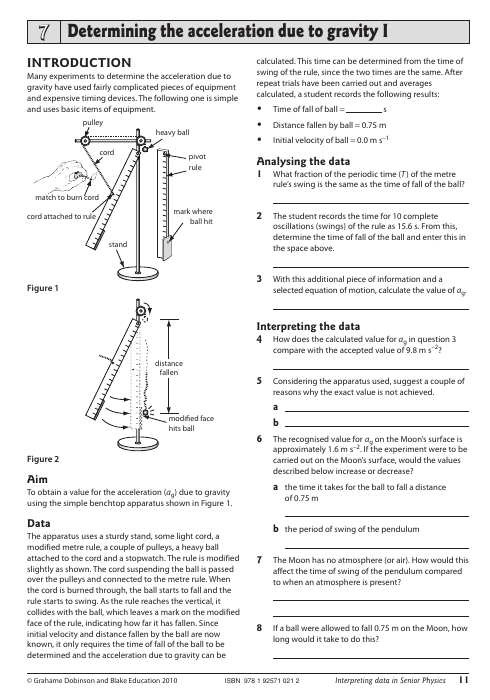 7 Determining the acceleration due to gravity I
INTRODUCTION
Many experiments to determine the acceleration due to
gravity have used fairly complicated pieces of equipment
and expensive timing devices. The following one is simple
and uses basic items of equipment.
pulley
heavy ball
cord
pivot
rule
match to burn cord
cord attached to rule
mark where
ball hit
stand
Figure 1
distance
fallen
modified face
hits ball
Figure 2
Aim
To obtain a value for the acceleration (ag) due to gravity
using the simple benchtop apparatus shown in Figure 1.
Data
The apparatus uses a sturdy stand, some light cord, a
modified metre rule, a couple of pulleys, a heavy ball
attached to the cord and a stopwatch. The rule is modified
slightly as shown. The cord suspending the ball is passed
over the pulleys and connected to the metre rule. When
the cord is burned through, the ball starts to fall and the
rule starts to swing. As the rule reaches the vertical, it
collides with the ball, which leaves a mark on the modified
face of the rule, indicating how far it has fallen. Since
initial velocity and distance fallen by the ball are now
known, it only requires the time of fall of the ball to be
determined and the acceleration due to gravity can be
calculated. This time can be determined from the time of
swing of the rule, since the two times are the same. After
repeat trials have been carried out and averages
calculated, a student records the following results:
• Time of fall of ball = ________ s
• Distance fallen by ball = 0.75 m
• Initial velocity of ball = 0.0 m s⁻¹
Analysing the data
1 What fraction of the periodic time (T) of the metre
rule's swing is the same as the time of fall of the ball?
2 The student records the time for 10 complete
oscillations (swings) of the rule as 15.6 s. From this,
determine the time of fall of the ball and enter this in
the space above.
3 With this additional piece of information and a
selected equation of motion, calculate the value of ag.
Interpreting the data
4 How does the calculated value for ag in question 3
compare with the accepted value of 9.8 m s⁻²?
5 Considering the apparatus used, suggest a couple of
reasons why the exact value is not achieved.
a
b
6 The recognised value for ag on the Moon's surface is
approximately 1.6 m s⁻². If the experiment were to be
carried out on the Moon's surface, would the values
described below increase or decrease?
a the time it takes for the ball to fall a distance
of 0.75 m
b the period of swing of the pendulum
7 The Moon has no atmosphere (or air). How would this
affect the time of swing of the pendulum compared
to when an atmosphere is present?
8 If a ball were allowed to fall 0.75 m on the Moon, how
long would it take to do this?
© Grahame Dobinson and Blake Education 2010 ISBN 978 1 92571 021 2 Interpreting data in Senior Physics 11